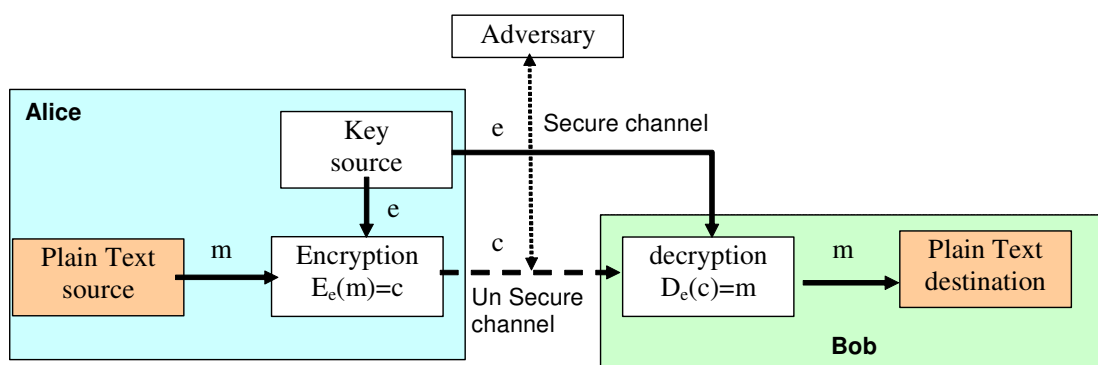 Adversary
Alice
Key
source
e
Secure channel
e
Plain Text
source
m
Encryption
Ee(m)=c
c
Un Secure
channel
decryption
De(c)=m
m
Plain Text
destination
Bob